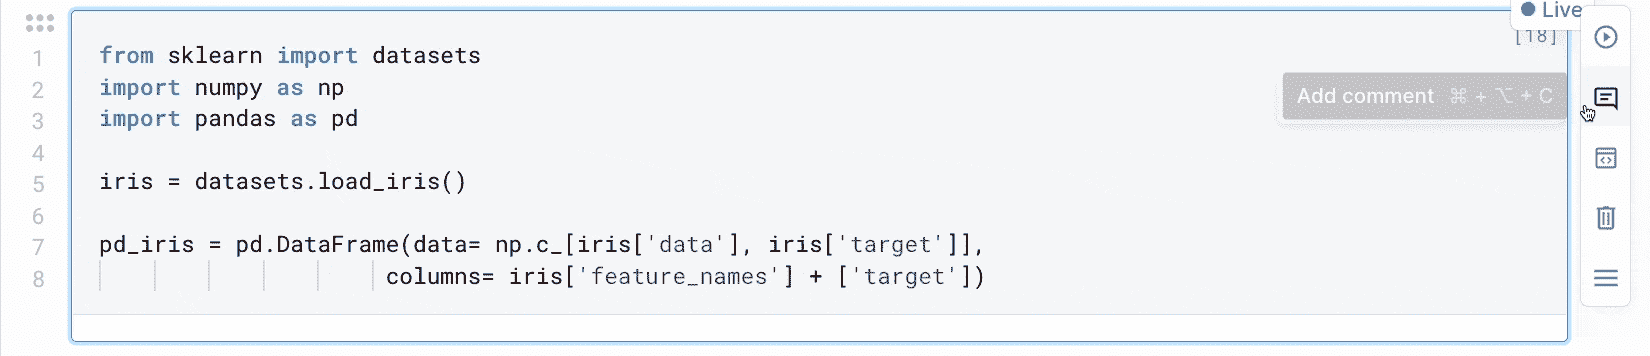 Live
[18]
1 from sklearn import datasets
2 import numpy as np
Add comment ⌘ + ⌥ + C
3 import pandas as pd
4
5 iris = datasets.load_iris()
6
7 pd_iris = pd.DataFrame(data= np.c_[iris['data'], iris['target']],
8                      columns= iris['feature_names'] + ['target'])